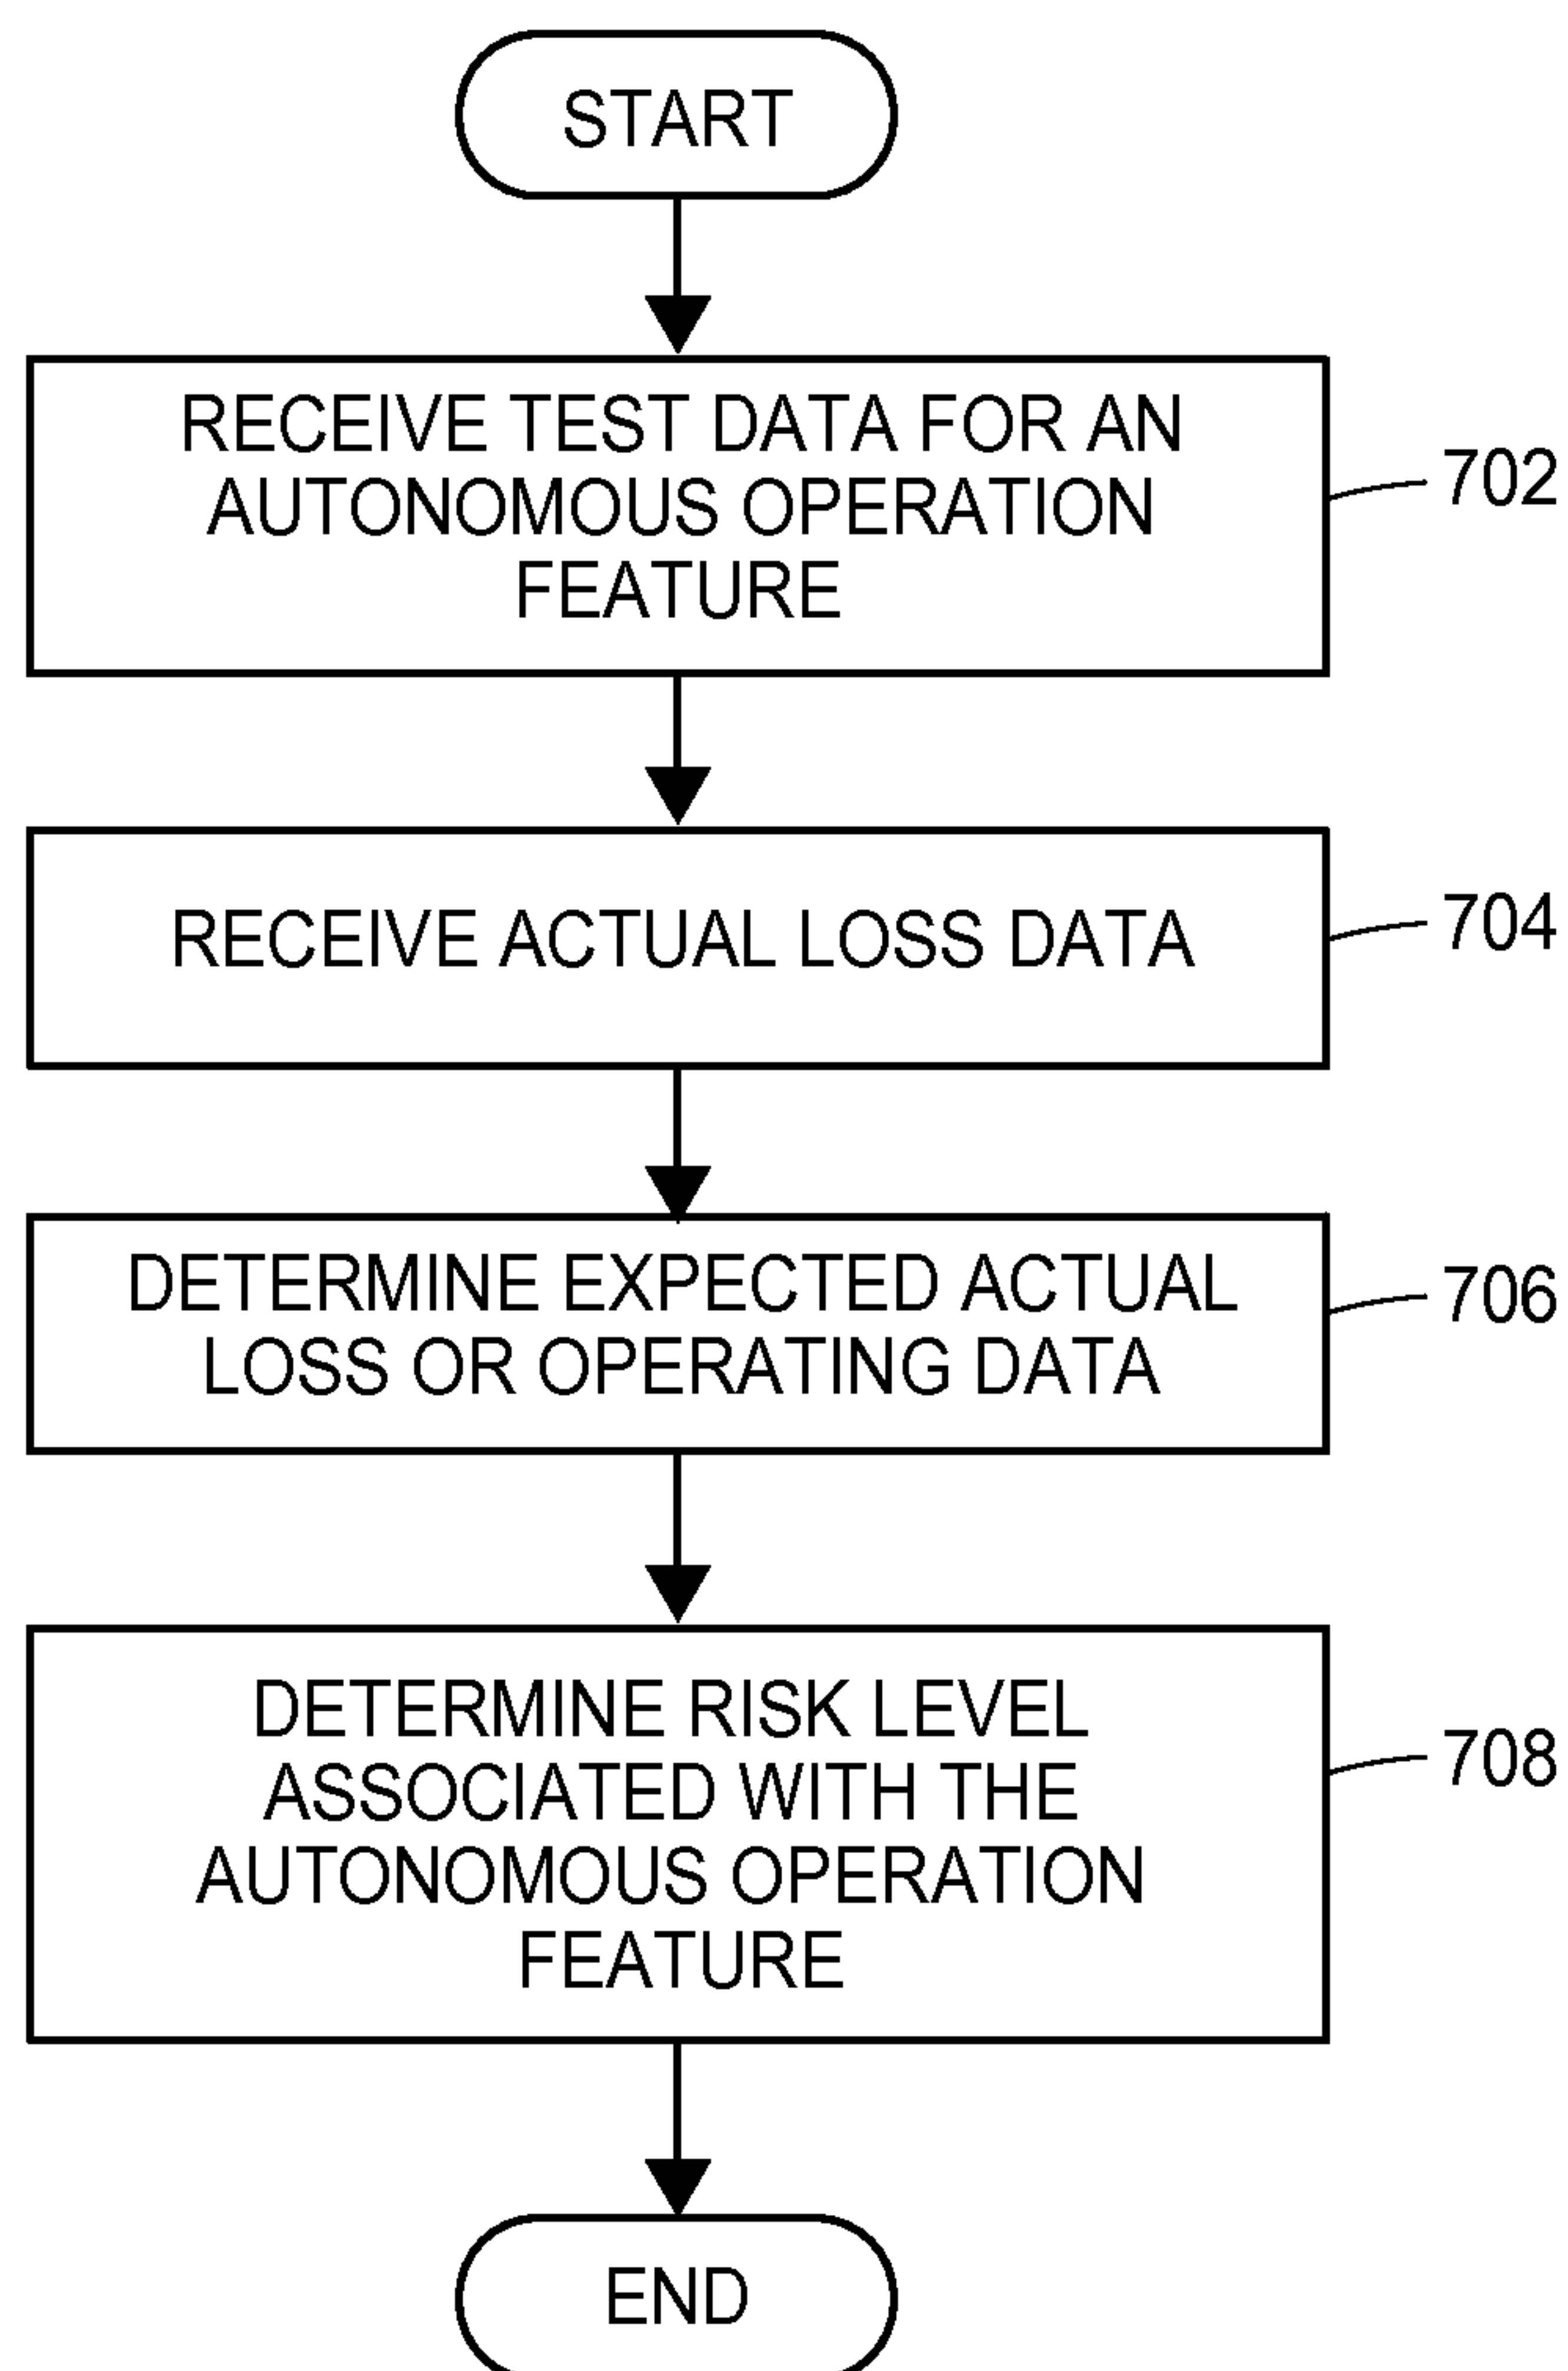 START
RECEIVE TEST DATA FOR AN
AUTONOMOUS OPERATION
FEATURE
702
RECEIVE ACTUAL LOSS DATA
704
DETERMINE EXPECTED ACTUAL
LOSS OR OPERATING DATA
706
DETERMINE RISK LEVEL
ASSOCIATED WITH THE
AUTONOMOUS OPERATION
FEATURE
708
END